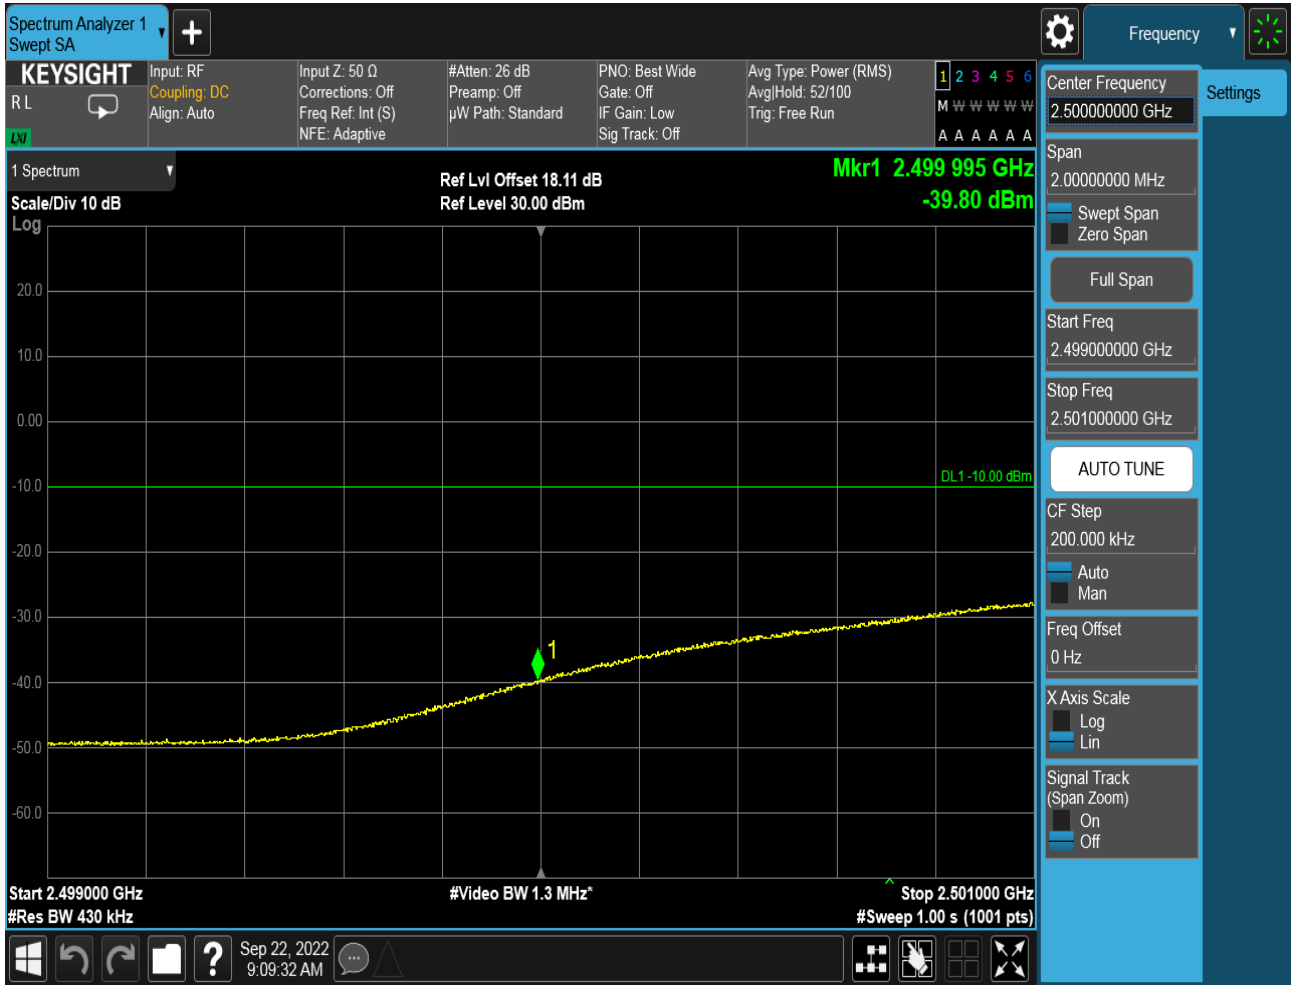 Spectrum Analyzer 1
Swept SA
+
Frequency
KEYSIGHT
R L
LXI
Input: RF
Coupling: DC
Align: Auto
Input Z: 50 Ω
Corrections: Off
Freq Ref: Int (S)
NFE: Adaptive
#Atten: 26 dB
Preamp: Off
µW Path: Standard
PNO: Best Wide
Gate: Off
IF Gain: Low
Sig Track: Off
Avg Type: Power (RMS)
Avg|Hold: 52/100
Trig: Free Run
1 2 3 4 5 6
M W W W W W
A A A A A A
1 Spectrum
Scale/Div 10 dB
Log
Ref Lvl Offset 18.11 dB
Ref Level 30.00 dBm
Mkr1 2.499 995 GHz
-39.80 dBm
20.0
10.0
0.00
-10.0
DL1 -10.00 dBm
-20.0
-30.0
1
-40.0
-50.0
-60.0
Start 2.499000 GHz
#Video BW 1.3 MHz*
Stop 2.501000 GHz
#Res BW 430 kHz
#Sweep 1.00 s (1001 pts)
?
Sep 22, 2022
9:09:32 AM
Center Frequency
2.500000000 GHz
Settings
Span
2.00000000 MHz
Swept Span
Zero Span
Full Span
Start Freq
2.499000000 GHz
Stop Freq
2.501000000 GHz
AUTO TUNE
CF Step
200.000 kHz
Auto
Man
Freq Offset
0 Hz
X Axis Scale
Log
Lin
Signal Track
(Span Zoom)
On
Off